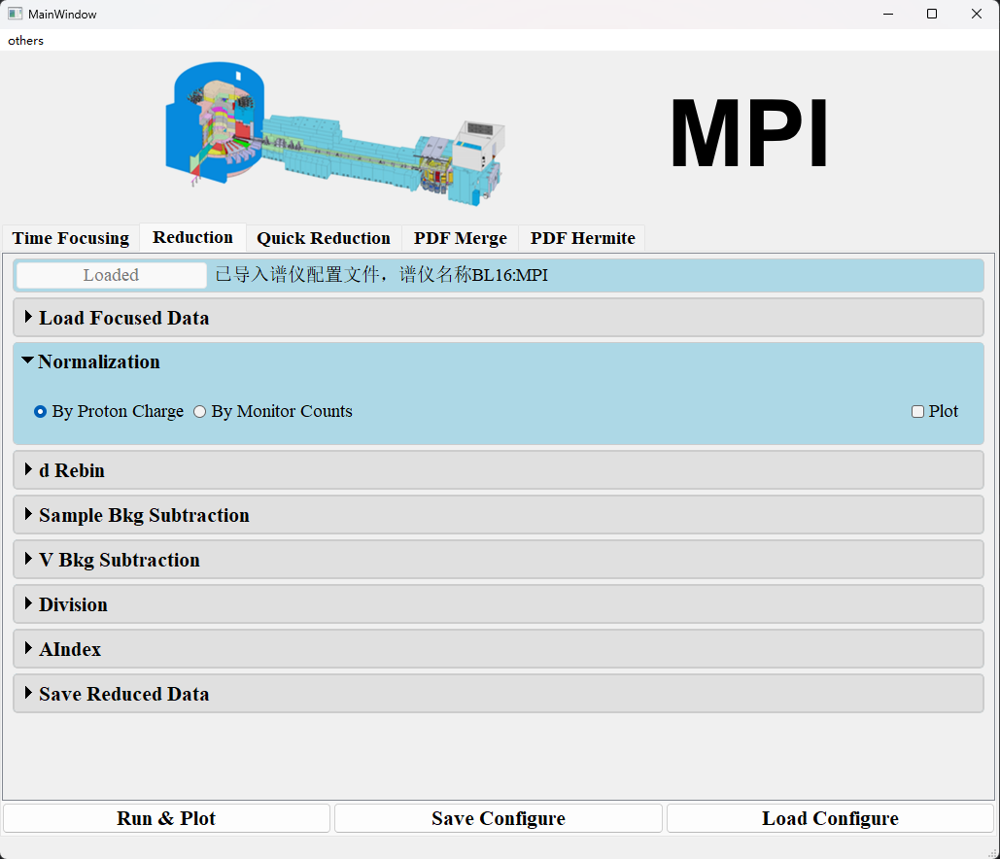 MainWindow
others
MPI
Time Focusing Reduction Quick Reduction PDF Merge PDF Hermite
Loaded 已导入谱仪配置文件，谱仪名称BL16:MPI
Load Focused Data
Normalization
By Proton Charge By Monitor Counts Plot
d Rebin
Sample Bkg Subtraction
V Bkg Subtraction
Division
AIndex
Save Reduced Data
Run & Plot Save Configure Load Configure